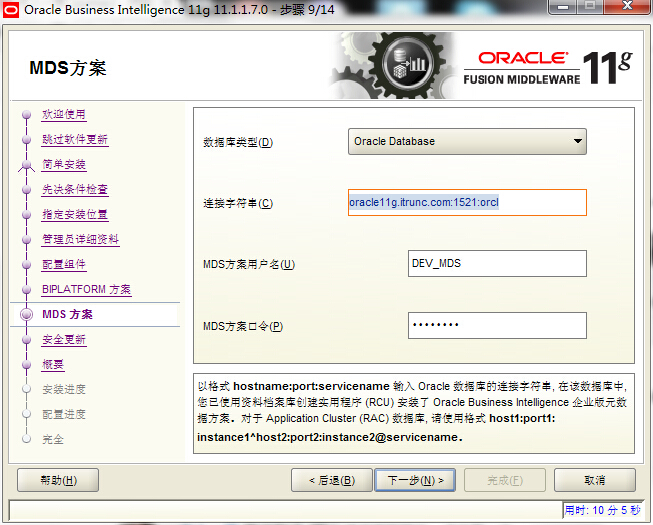 Oracle Business Intelligence 11g 11.1.1.7.0 - 步骤 9/14
MDS方案
ORACLE
FUSION MIDDLEWARE 11g
欢迎使用
跳过软件更新
简单安装
先决条件检查
指定安装位置
管理员详细资料
配置组件
BIPLATFORM 方案
MDS 方案
安全更新
概要
安装进度
配置进度
完全
数据库类型(D)
Oracle Database
连接字符串(C)
oracle11g.itrunc.com:1521:orcl
MDS方案用户名(U)
DEV_MDS
MDS方案口令(P)
••••••••
以格式 hostname:port:servicename 输入 Oracle 数据库的连接字符串, 在该数据库中,
您已使用资料档案库创建实用程序 (RCU) 安装了 Oracle Business Intelligence 企业版元数
据方案。对于 Application Cluster (RAC) 数据库, 请使用格式 host1:port1:
instance1^host2:port2:instance2@servicename。
帮助(H)
< 后退(B)
下一步(N) >
完成(F)
取消
用时: 10 分 5 秒